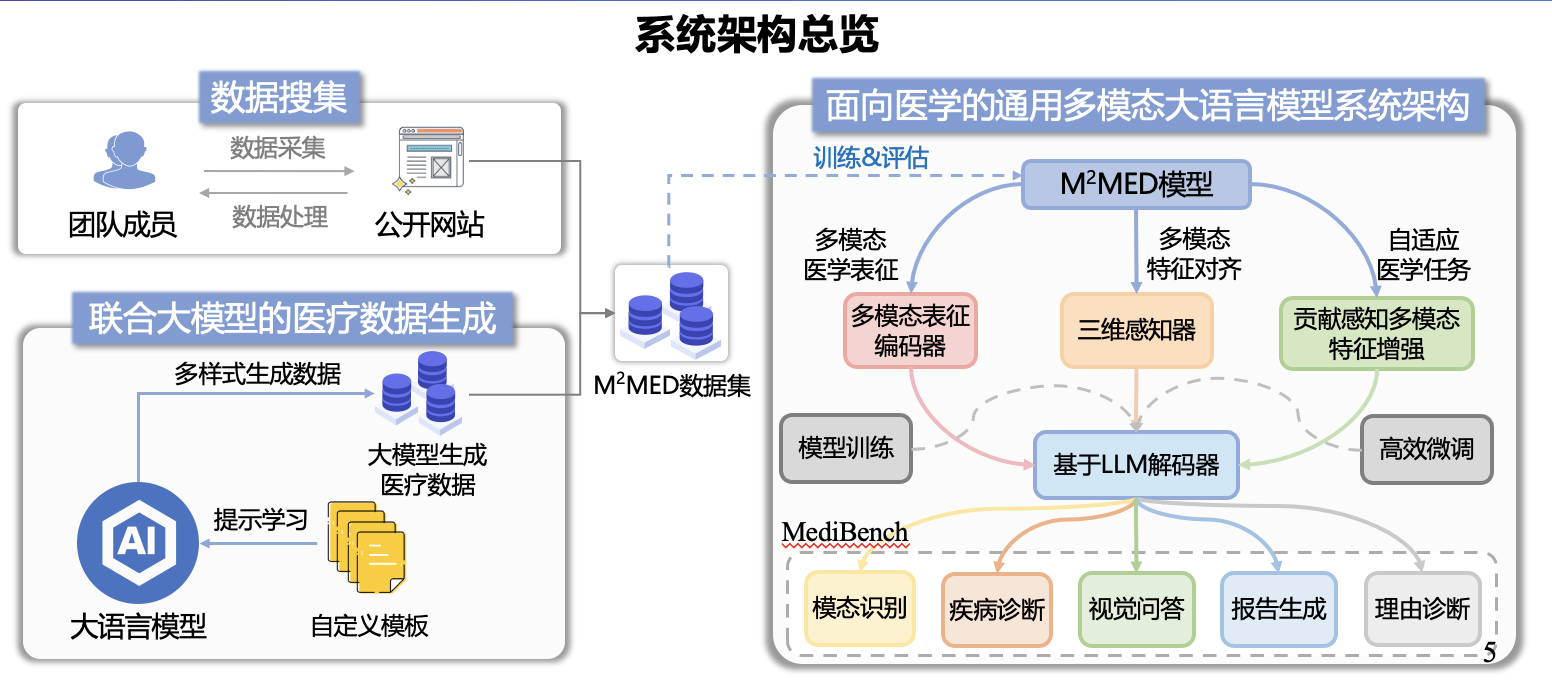 系统架构总览
数据搜集
数据采集
数据处理
团队成员
公开网站
联合大模型的医疗数据生成
多样式生成数据
大模型生成
医疗数据
提示学习
AI
大语言模型
自定义模板
M²MED数据集
面向医学的通用多模态大语言模型系统架构
训练&评估
M²MED模型
多模态
医学表征
多模态
特征对齐
自适应
医学任务
多模态表征
编码器
三维感知器
贡献感知多模态
特征增强
模型训练
基于LLM解码器
高效微调
MediBench
模态识别
疾病诊断
视觉问答
报告生成
理由诊断
5